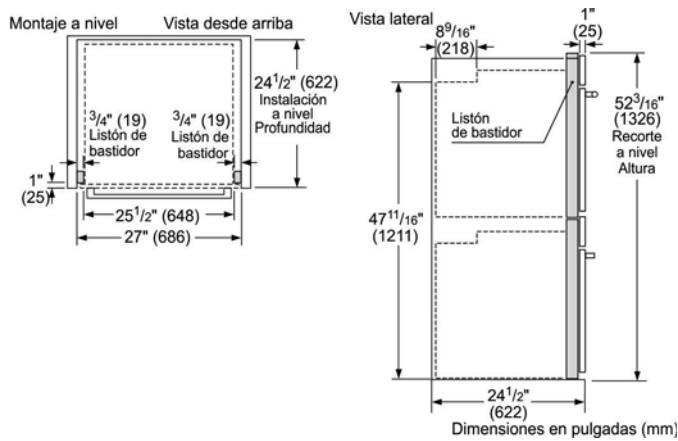 Montaje a nivel
Vista desde arriba
24 1/2" (622)
Instalación
a nivel
Profundidad
3/4" (19)
Listón de
bastidor
3/4" (19)
Listón de
bastidor
1"
(25)
25 1/2" (648)
27" (686)
Vista lateral
8 9/16"
(218)
1"
(25)
Listón
de bastidor
52 3/16"
(1326)
Recorte
a nivel
Altura
47 11/16"
(1211)
24 1/2"
(622)
Dimensiones en pulgadas (mm)